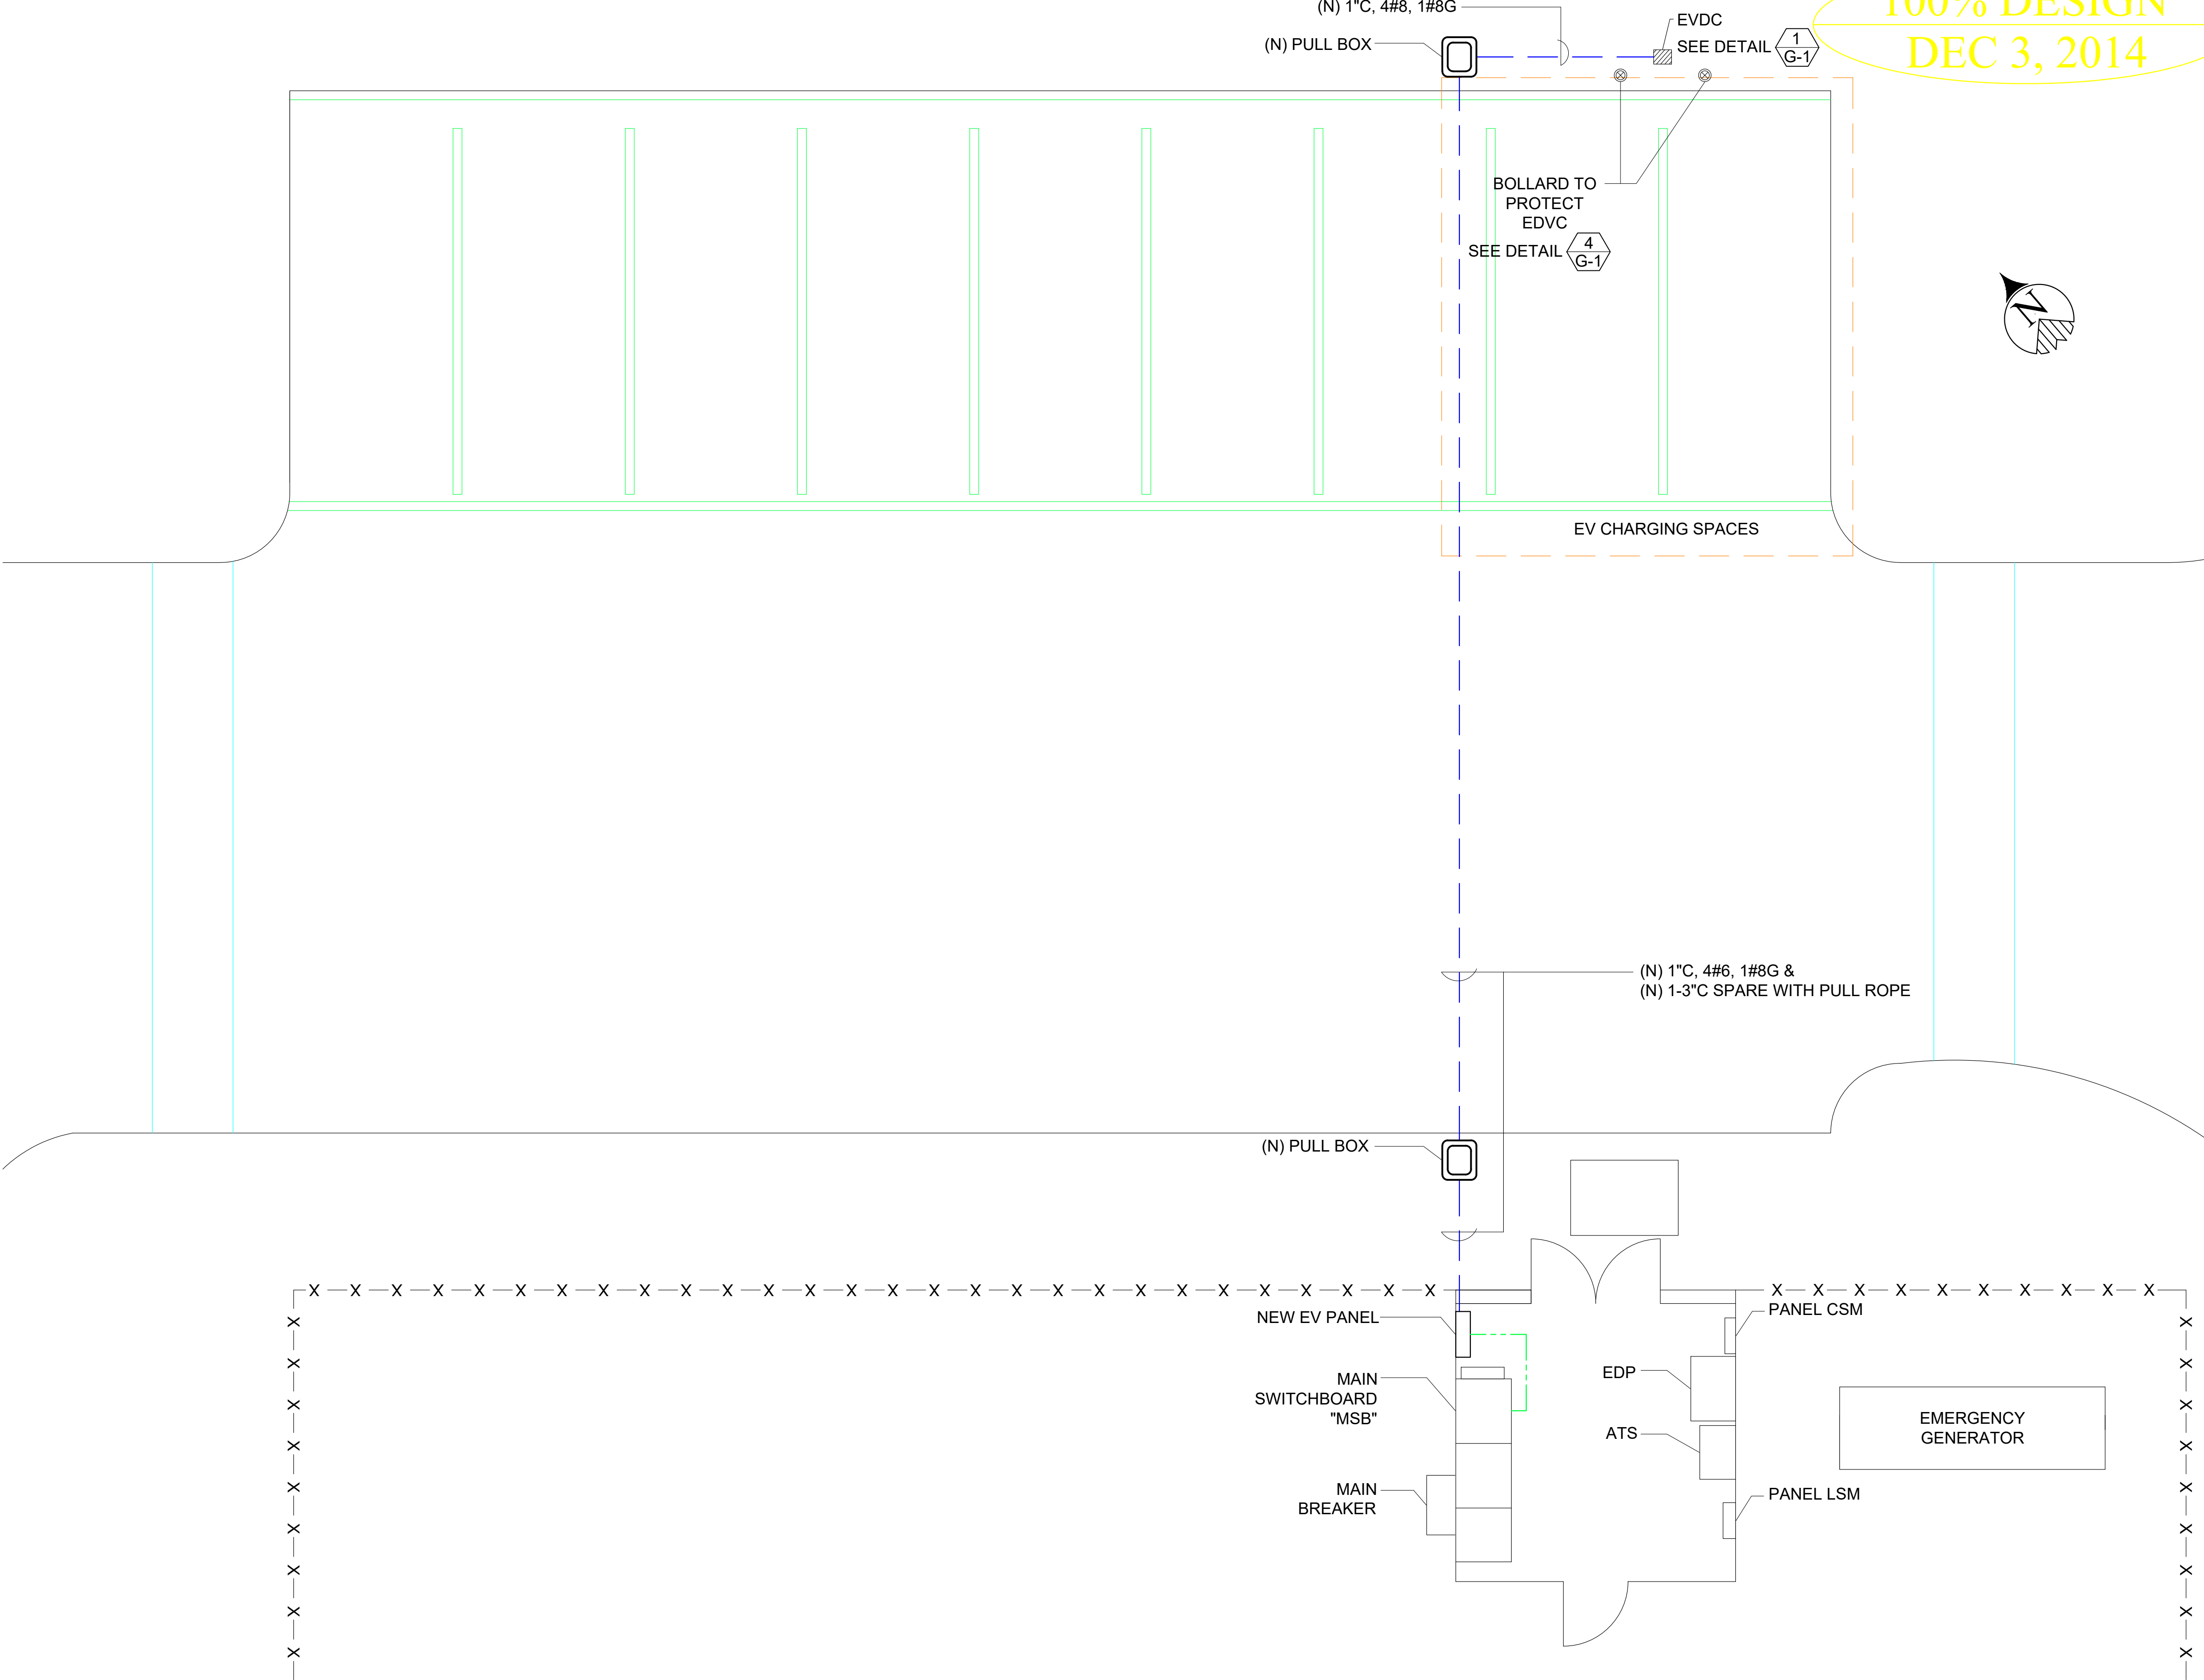 (N) 1"C, 4#8, 1#8G
100% DESIGN
DEC 3, 2014
EVDC
SEE DETAIL
1
G-1
(N) PULL BOX
BOLLARD TO
PROTECT
EDVC
SEE DETAIL
4
G-1
N
EV CHARGING SPACES
(N) 1"C, 4#6, 1#8G &
(N) 1-3"C SPARE WITH PULL ROPE
(N) PULL BOX
NEW EV PANEL
PANEL CSM
MAIN
SWITCHBOARD
"MSB"
EDP
ATS
EMERGENCY
GENERATOR
MAIN
BREAKER
PANEL LSM